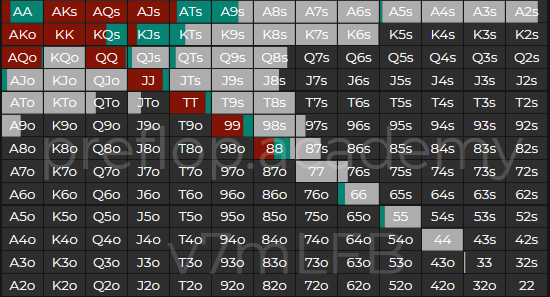 AA AKs AQs AJs ATs A9s A8s A7s A6s A5s A4s A3s A2s
AKo KK KQs KJs KTs K9s K8s K7s K6s K5s K4s K3s K2s
AQo KQo QQ QJs QTs Q9s Q8s Q7s Q6s Q5s Q4s Q3s Q2s
AJo KJo QJo JJ JTs J9s J8s J7s J6s J5s J4s J3s J2s
ATo KTo QTo JTo TT T9s T8s T7s T6s T5s T4s T3s T2s
A9o K9o Q9o J9o T9o 99 98s 97s 96s 95s 94s 93s 92s
A8o K8o Q8o J8o T8o 98o 88 87s 86s 85s 84s 83s 82s
preflop.academy
A7o K7o Q7o J7o T7o 97o 87o 77 76s 75s 74s 73s 72s
A6o K6o Q6o J6o T6o 96o 86o 76o 66 65s 64s 63s 62s
A5o K5o Q5o J5o T5o 95o 85o 75o 65o 55 54s 53s 52s
A4o K4o Q4o J4o T4o 94o 84o 74o 64o 54o 44 43s 42s
v7mLFB
A3o K3o Q3o J3o T3o 93o 83o 73o 63o 53o 43o 33 32s
A2o K2o Q2o J2o T2o 92o 82o 72o 62o 52o 42o 32o 22